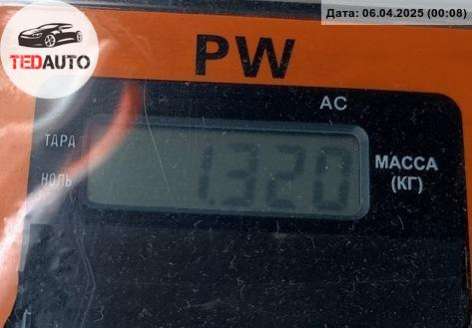 Дата: 06.04.2025 (00:08)
TEDAUTO
PW
AC
ТАРА
МАССА
(КГ)
НОЛЬ
1.320